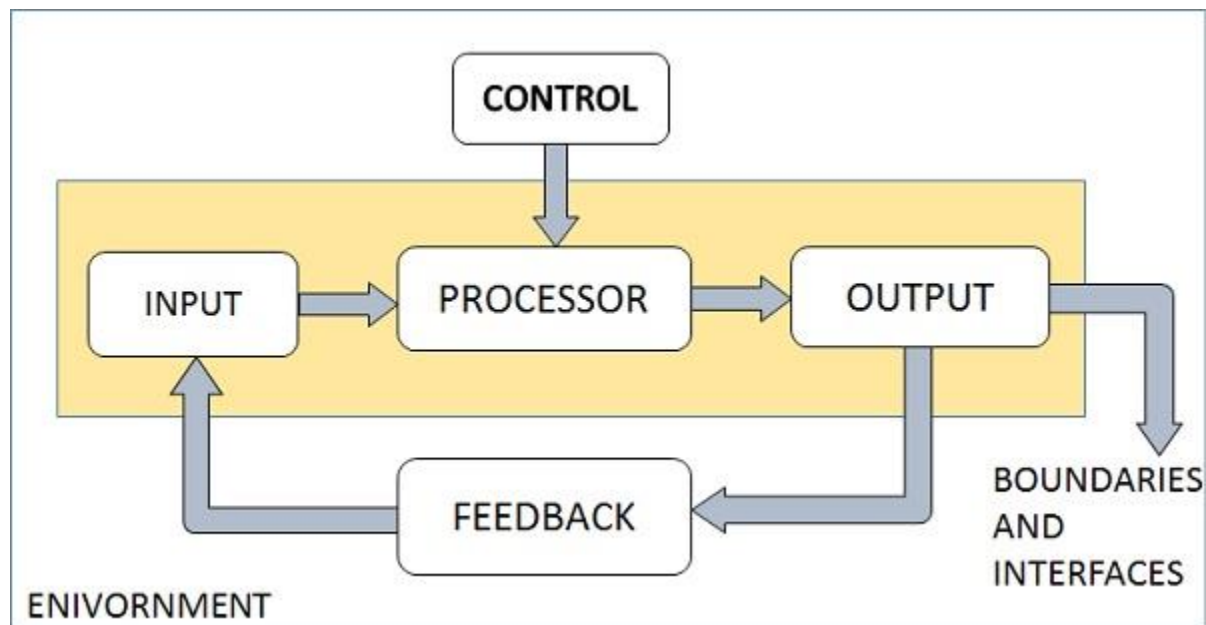 CONTROL
INPUT
PROCESSOR
OUTPUT
FEEDBACK
BOUNDARIES
AND
INTERFACES
ENIVORNMENT